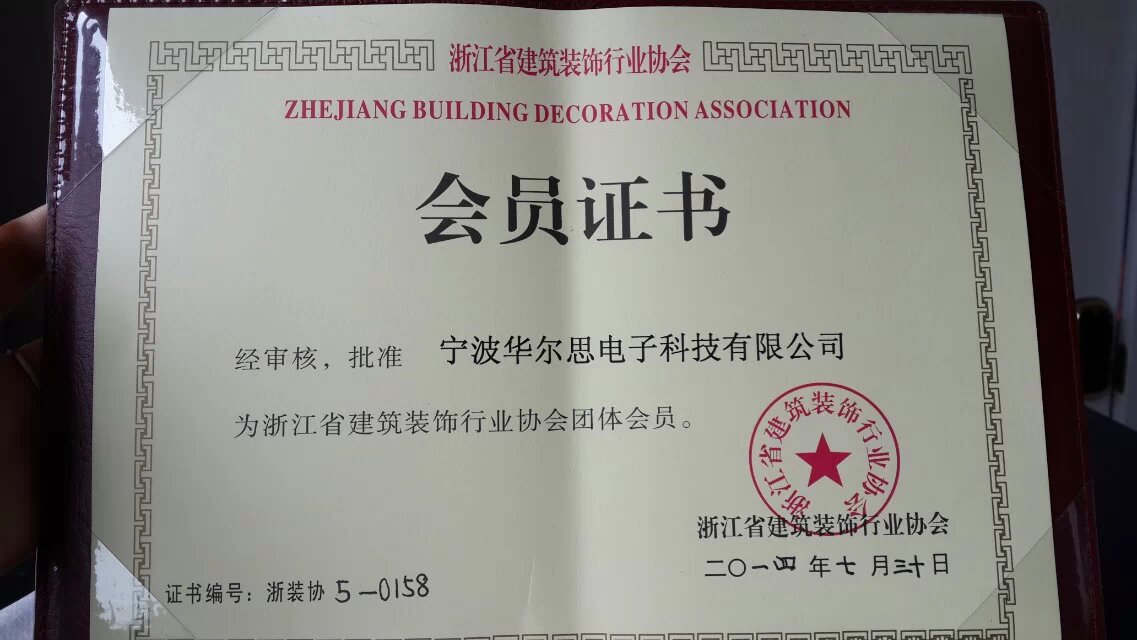 浙江省建筑装饰行业协会
ZHEJIANG BUILDING DECORATION ASSOCIATION
会员证书
经审核，批准 宁波华尔思电子科技有限公司
为浙江省建筑装饰行业协会团体会员。
浙江省建筑装饰行业协会
浙江省建筑装饰行业协会
二〇一四年七月三十日
证书编号：浙装协 5-0158